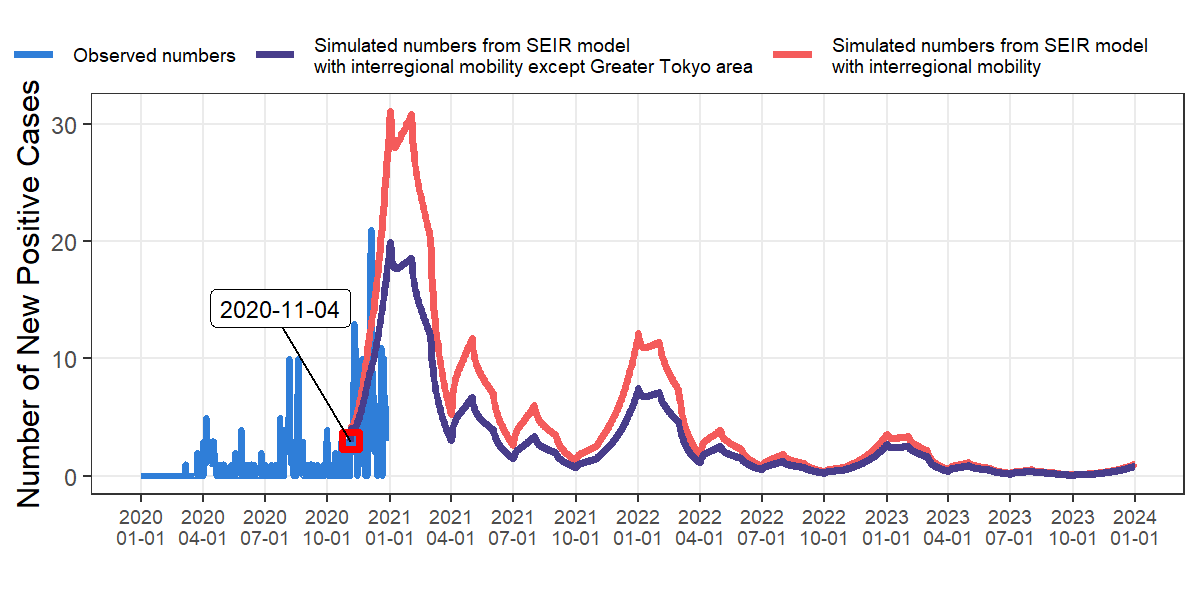 Observed numbers
Simulated numbers from SEIR model
with interregional mobility except Greater Tokyo area
Simulated numbers from SEIR model
with interregional mobility
Number of New Positive Cases
30
20
10
0
2020-11-04
2020 2020 2020 2020 2021 2021 2021 2021 2022 2022 2022 2022 2023 2023 2023 2023 2024
01-01 04-01 07-01 10-01 01-01 04-01 07-01 10-01 01-01 04-01 07-01 10-01 01-01 04-01 07-01 10-01 01-01